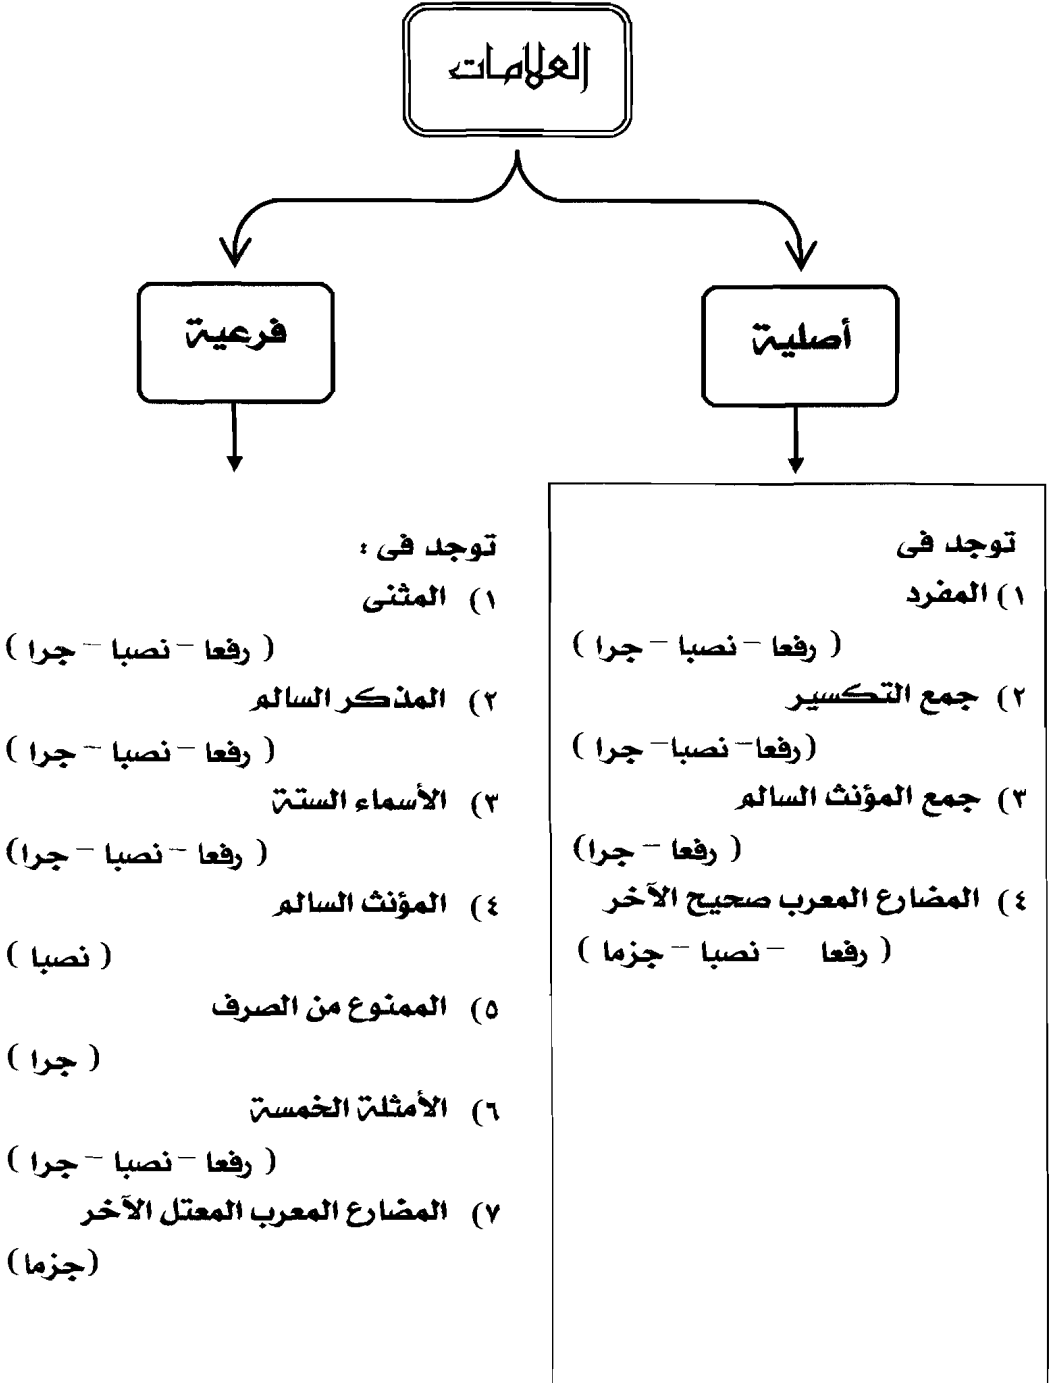 العلامات
أصلية
فرعية
توجد فى
١) المفرد
( رفعا – نصبا – جرا )
٢) جمع التكسير
(رفعا– نصبا– جرا )
٣) جمع المؤنث السالم
( رفعا – جرا)
٤) المضارع المعرب صحيح الآخر
( رفعا – نصبا – جزما )
توجد فى :
١) المثنى
( رفعا – نصبا – جرا )
٢) المذكر السالم
( رفعا – نصبا – جرا )
٣) الأسماء الستة
( رفعا – نصبا – جرا)
٤) المؤنث السالم
( نصبا )
٥) الممنوع من الصرف
( جرا )
٦) الأمثلة الخمسة
( رفعا – نصبا – جرا )
٧) المضارع المعرب المعتل الآخر
(جزما)